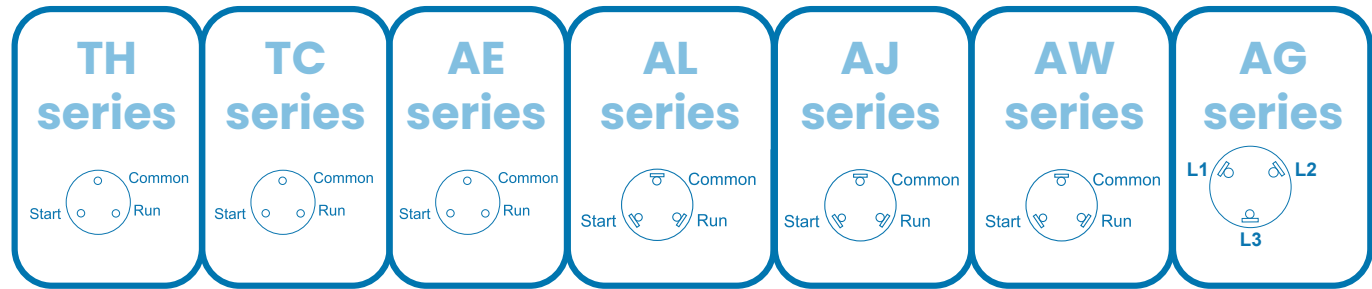 TH
series
Common
Start
Run
TC
series
Common
Start
Run
AE
series
Common
Start
Run
AL
series
Common
Start
Run
AJ
series
Common
Start
Run
AW
series
Common
Start
Run
AG
series
L1
L2
L3